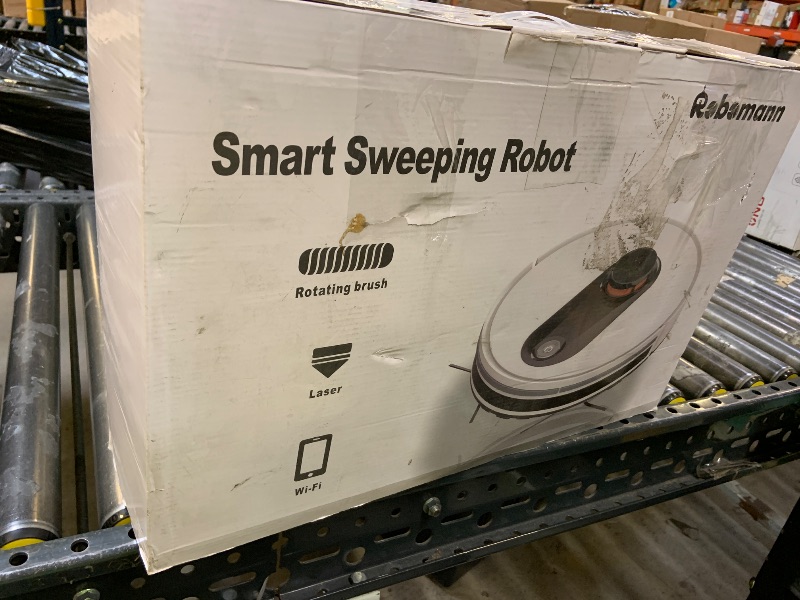 Robomann
Smart Sweeping Robot
Rotating brush
Laser
Wi-Fi